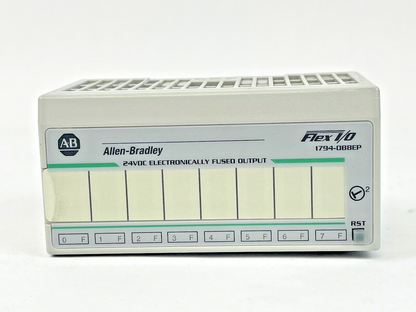 AB
Allen-Bradley
Flex I/O
1794-OB8EP
24VDC ELECTRONICALLY FUSED OUTPUT
2
RST
0 F 1 F 2 F 3 F 4 F 5 F 6 F 7 F